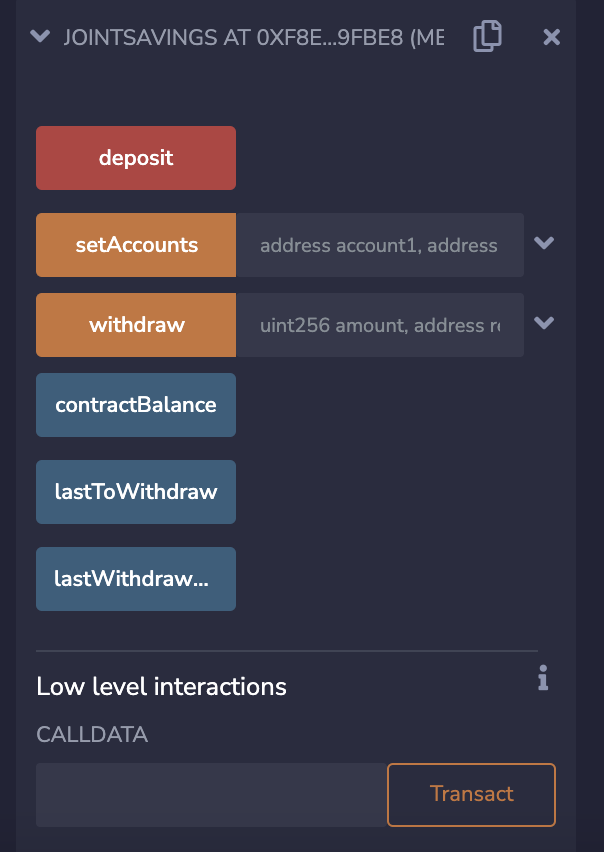 JOINTSAVINGS AT 0XF8E...9FBE8 (ME
deposit
setAccounts address account1, address
withdraw uint256 amount, address re
contractBalance
lastToWithdraw
lastWithdraw...
Low level interactions
CALLDATA
Transact